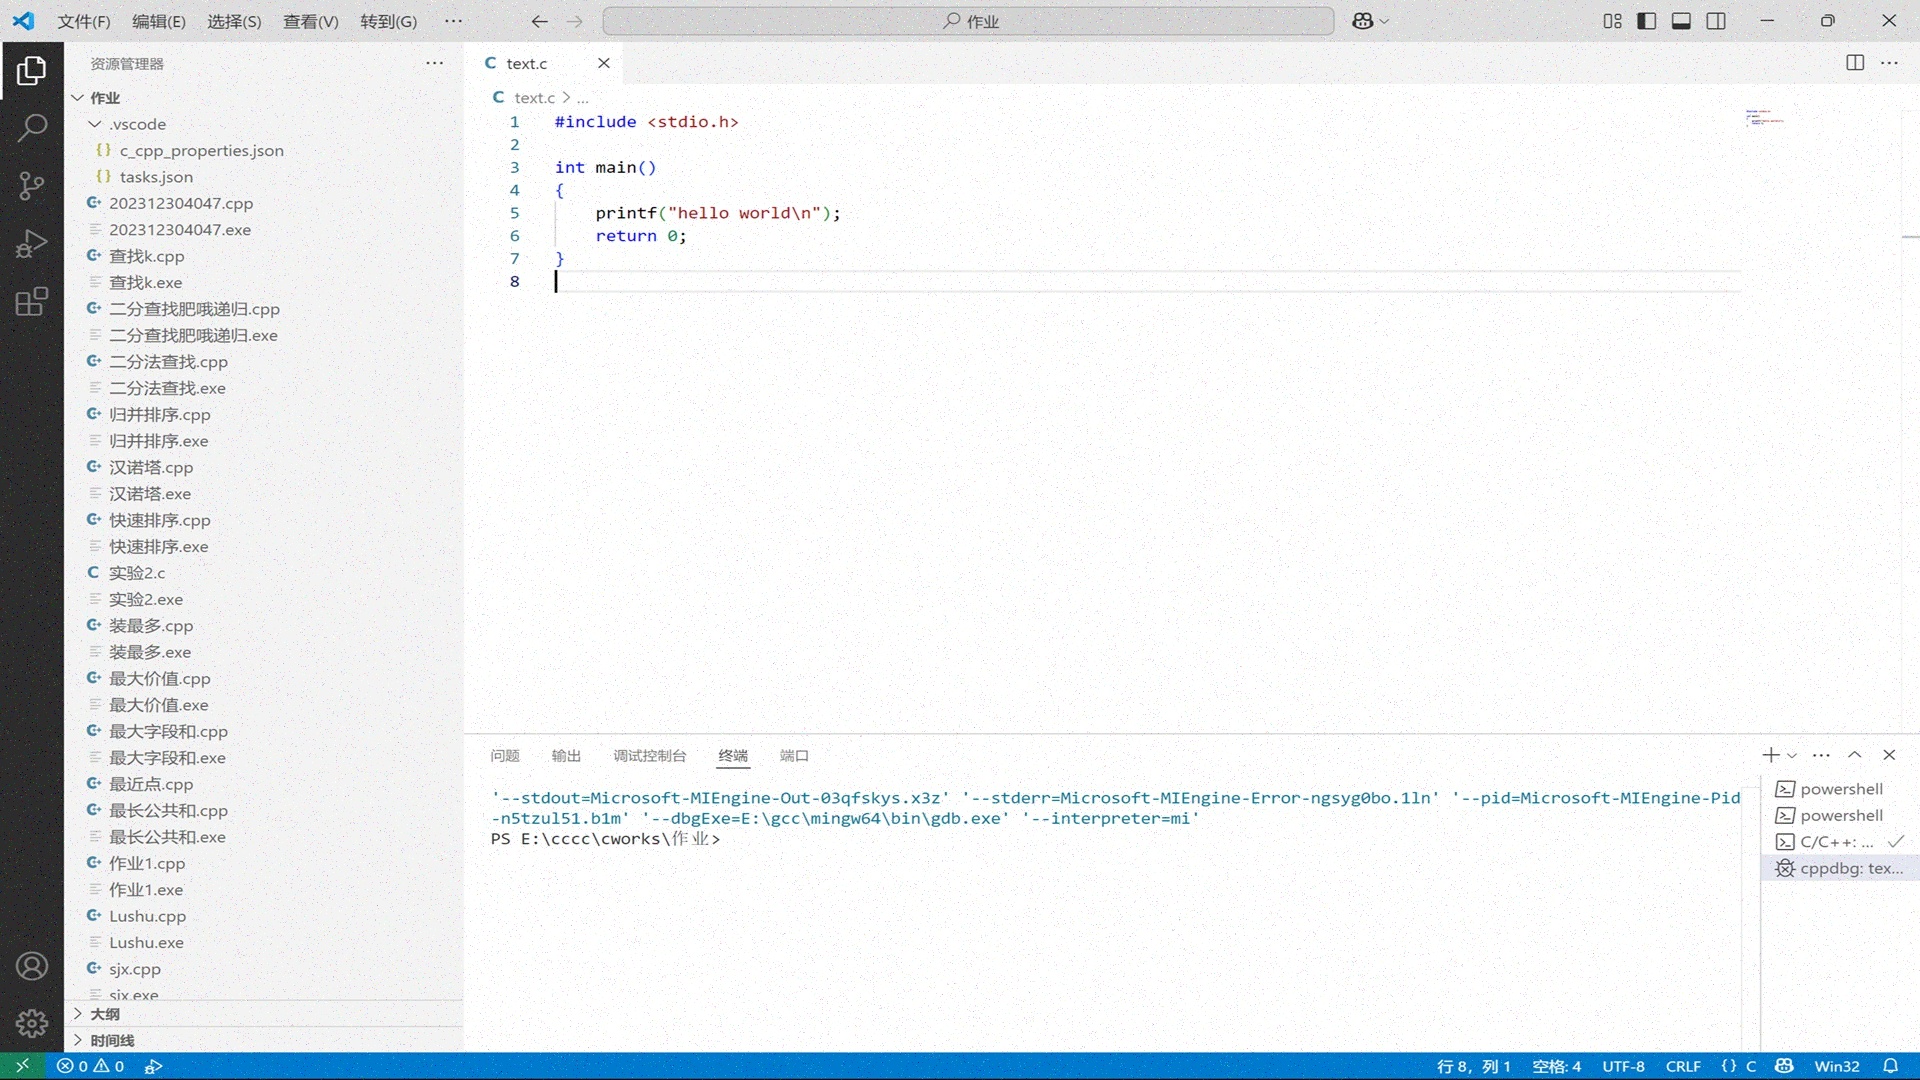 文件(F) 编辑(E) 选择(S) 查看(V) 转到(G) ··· 作业
资源管理器 ···
作业
.vscode
{} c_cpp_properties.json
{} tasks.json
202312304047.cpp
202312304047.exe
查找k.cpp
查找k.exe
二分查找肥哦递归.cpp
二分查找肥哦递归.exe
二分法查找.cpp
二分法查找.exe
归并排序.cpp
归并排序.exe
汉诺塔.cpp
汉诺塔.exe
快速排序.cpp
快速排序.exe
C 实验2.c
实验2.exe
装最多.cpp
装最多.exe
最大价值.cpp
最大价值.exe
最大字段和.cpp
最大字段和.exe
最近点.cpp
最长公共和.cpp
最长公共和.exe
作业1.cpp
作业1.exe
Lushu.cpp
Lushu.exe
sjx.cpp
sjx.exe
大纲
时间线
C text.c
C text.c > ...
1 #include <stdio.h>
2
3 int main()
4 {
5 printf("hello world\n");
6 return 0;
7 }
8
问题 输出 调试控制台 终端 端口
'--stdout=Microsoft-MIEngine-Out-03qfskys.x3z' '--stderr=Microsoft-MIEngine-Error-ngsyg0bo.1ln' '--pid=Microsoft-MIEngine-Pid
-n5tzul51.b1m' '--dbgExe=E:\gcc\mingw64\bin\gdb.exe' '--interpreter=mi'
PS E:\cccc\cworks\作业>
powershell
powershell
C/C++: ...
cppdbg: tex...
0 0 行 8，列 1 空格: 4 UTF-8 CRLF {} C Win32